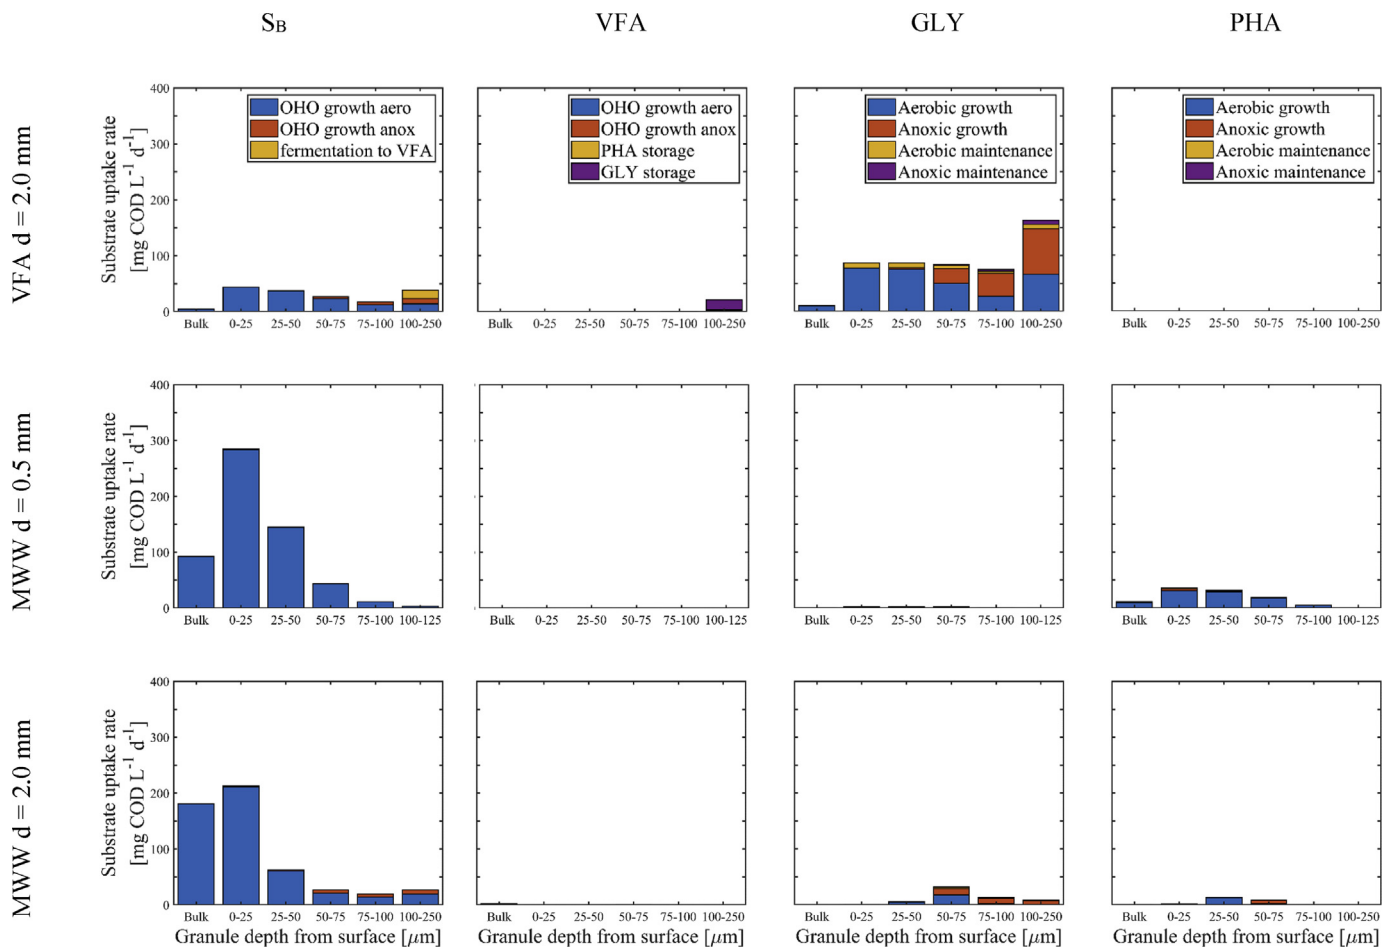 S_B VFA GLY PHA
VFA d = 2.0 mm
Substrate uptake rate
[mg COD L⁻¹ d⁻¹]
400
300
200
100
0
OHO growth aero
OHO growth anox
fermentation to VFA
Bulk 0-25 25-50 50-75 75-100 100-250
OHO growth aero
OHO growth anox
PHA storage
GLY storage
Bulk 0-25 25-50 50-75 75-100 100-250
Aerobic growth
Anoxic growth
Aerobic maintenance
Anoxic maintenance
Bulk 0-25 25-50 50-75 75-100 100-250
Aerobic growth
Anoxic growth
Aerobic maintenance
Anoxic maintenance
Bulk 0-25 25-50 50-75 75-100 100-250
MWW d = 0.5 mm
Substrate uptake rate
[mg COD L⁻¹ d⁻¹]
400
300
200
100
0
Bulk 0-25 25-50 50-75 75-100 100-125
Bulk 0-25 25-50 50-75 75-100 100-125
Bulk 0-25 25-50 50-75 75-100 100-125
Bulk 0-25 25-50 50-75 75-100 100-125
MWW d = 2.0 mm
Substrate uptake rate
[mg COD L⁻¹ d⁻¹]
400
300
200
100
0
Bulk 0-25 25-50 50-75 75-100 100-250
Bulk 0-25 25-50 50-75 75-100 100-250
Bulk 0-25 25-50 50-75 75-100 100-250
Bulk 0-25 25-50 50-75 75-100 100-250
Granule depth from surface [μm]
Granule depth from surface [μm]
Granule depth from surface [μm]
Granule depth from surface [μm]